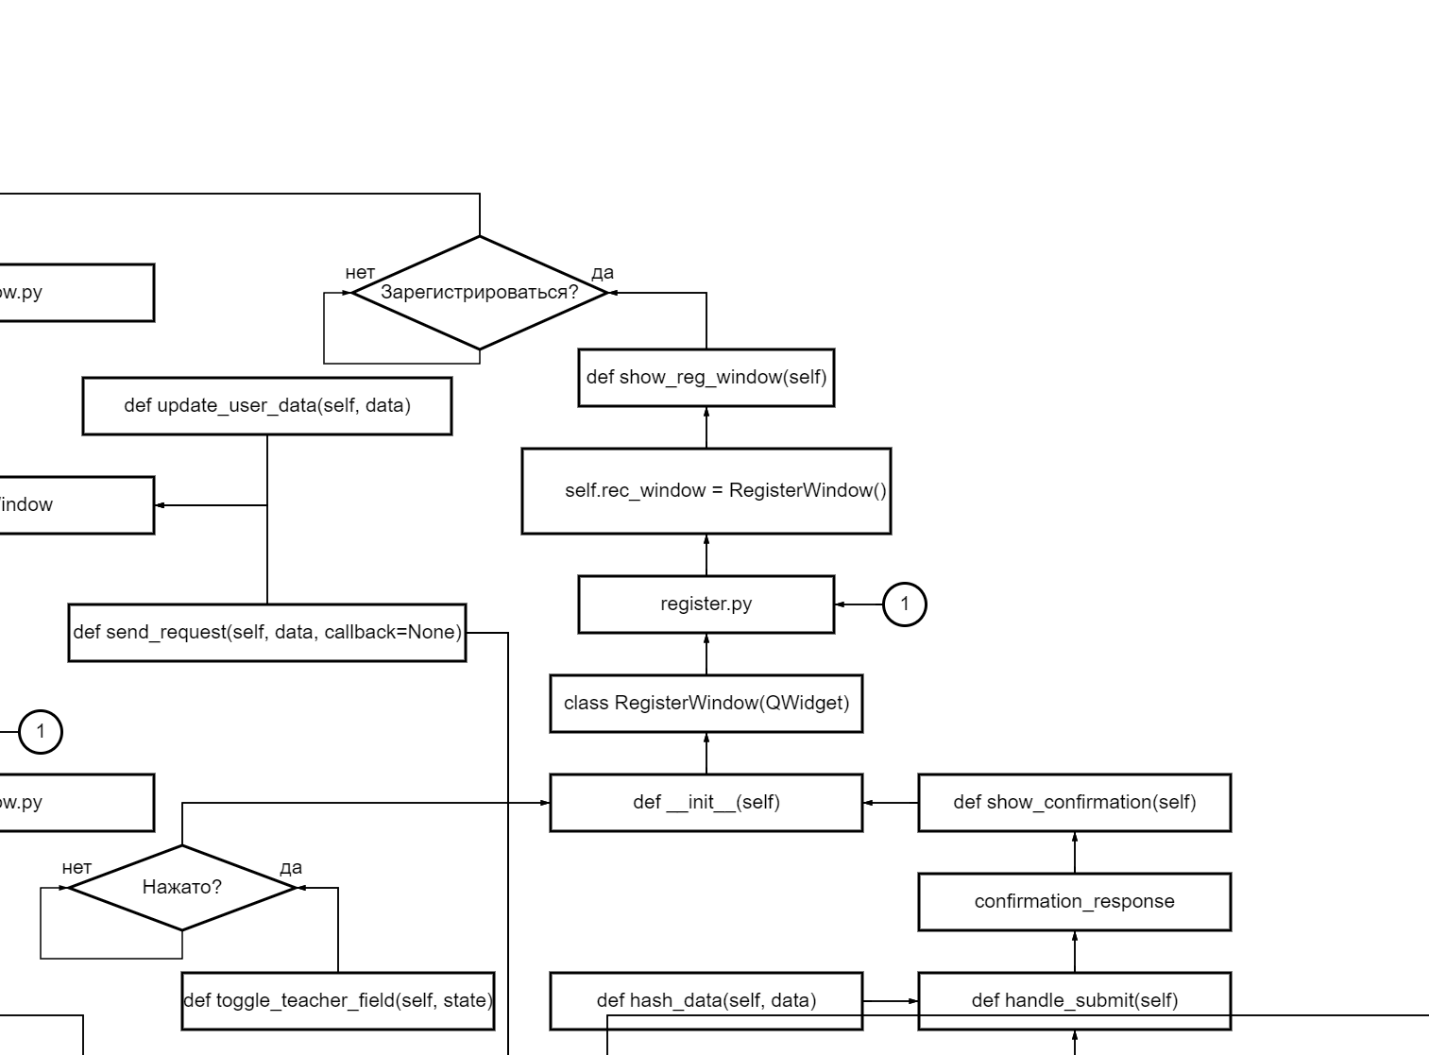 нет
да
Зарегистрироваться?
ow.py
def show_reg_window(self)
def update_user_data(self, data)
self.rec_window = RegisterWindow()
indow
register.py
1
def send_request(self, data, callback=None)
class RegisterWindow(QWidget)
1
ow.py
def __init__(self)
def show_confirmation(self)
нет
да
Нажато?
confirmation_response
def toggle_teacher_field(self, state)
def hash_data(self, data)
def handle_submit(self)